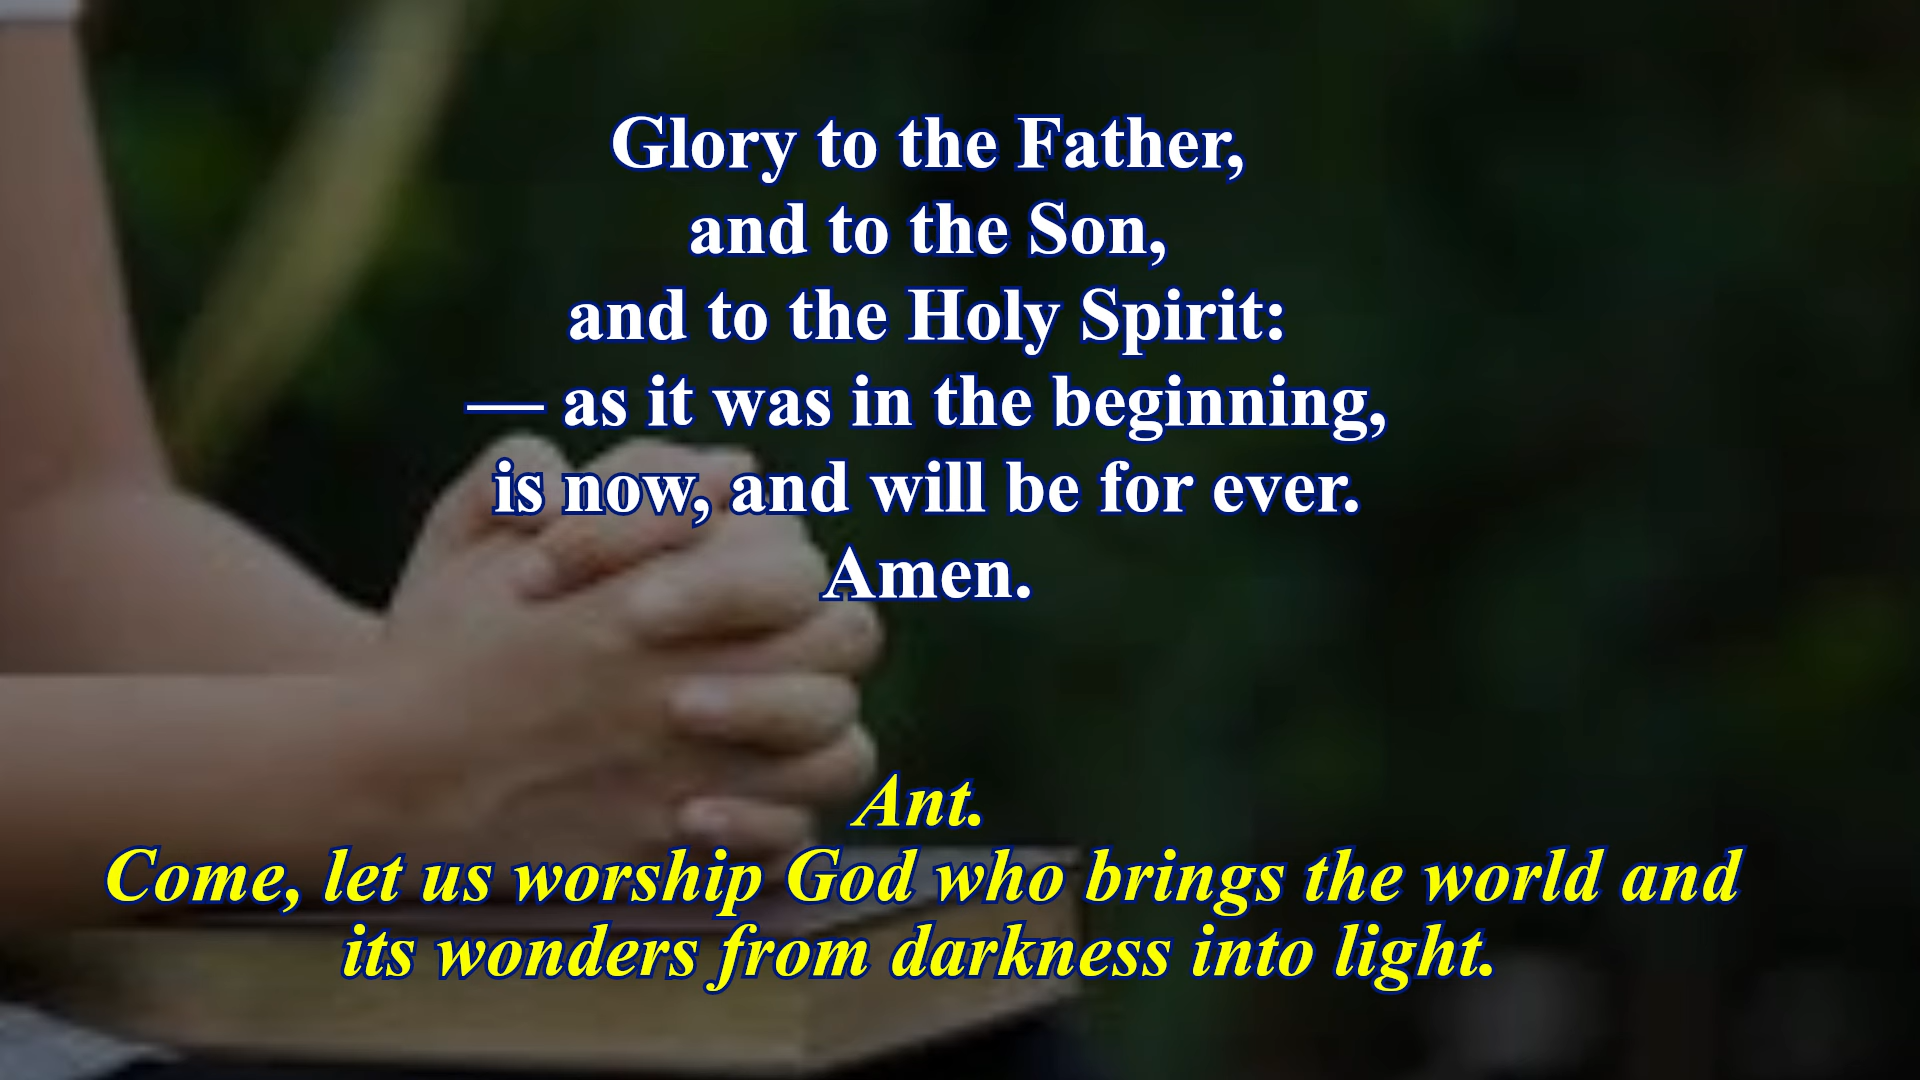 Glory to the Father,
and to the Son,
and to the Holy Spirit:
— as it was in the beginning,
is now, and will be for ever.
Amen.
Ant.
Come, let us worship God who brings the world and
its wonders from darkness into light.